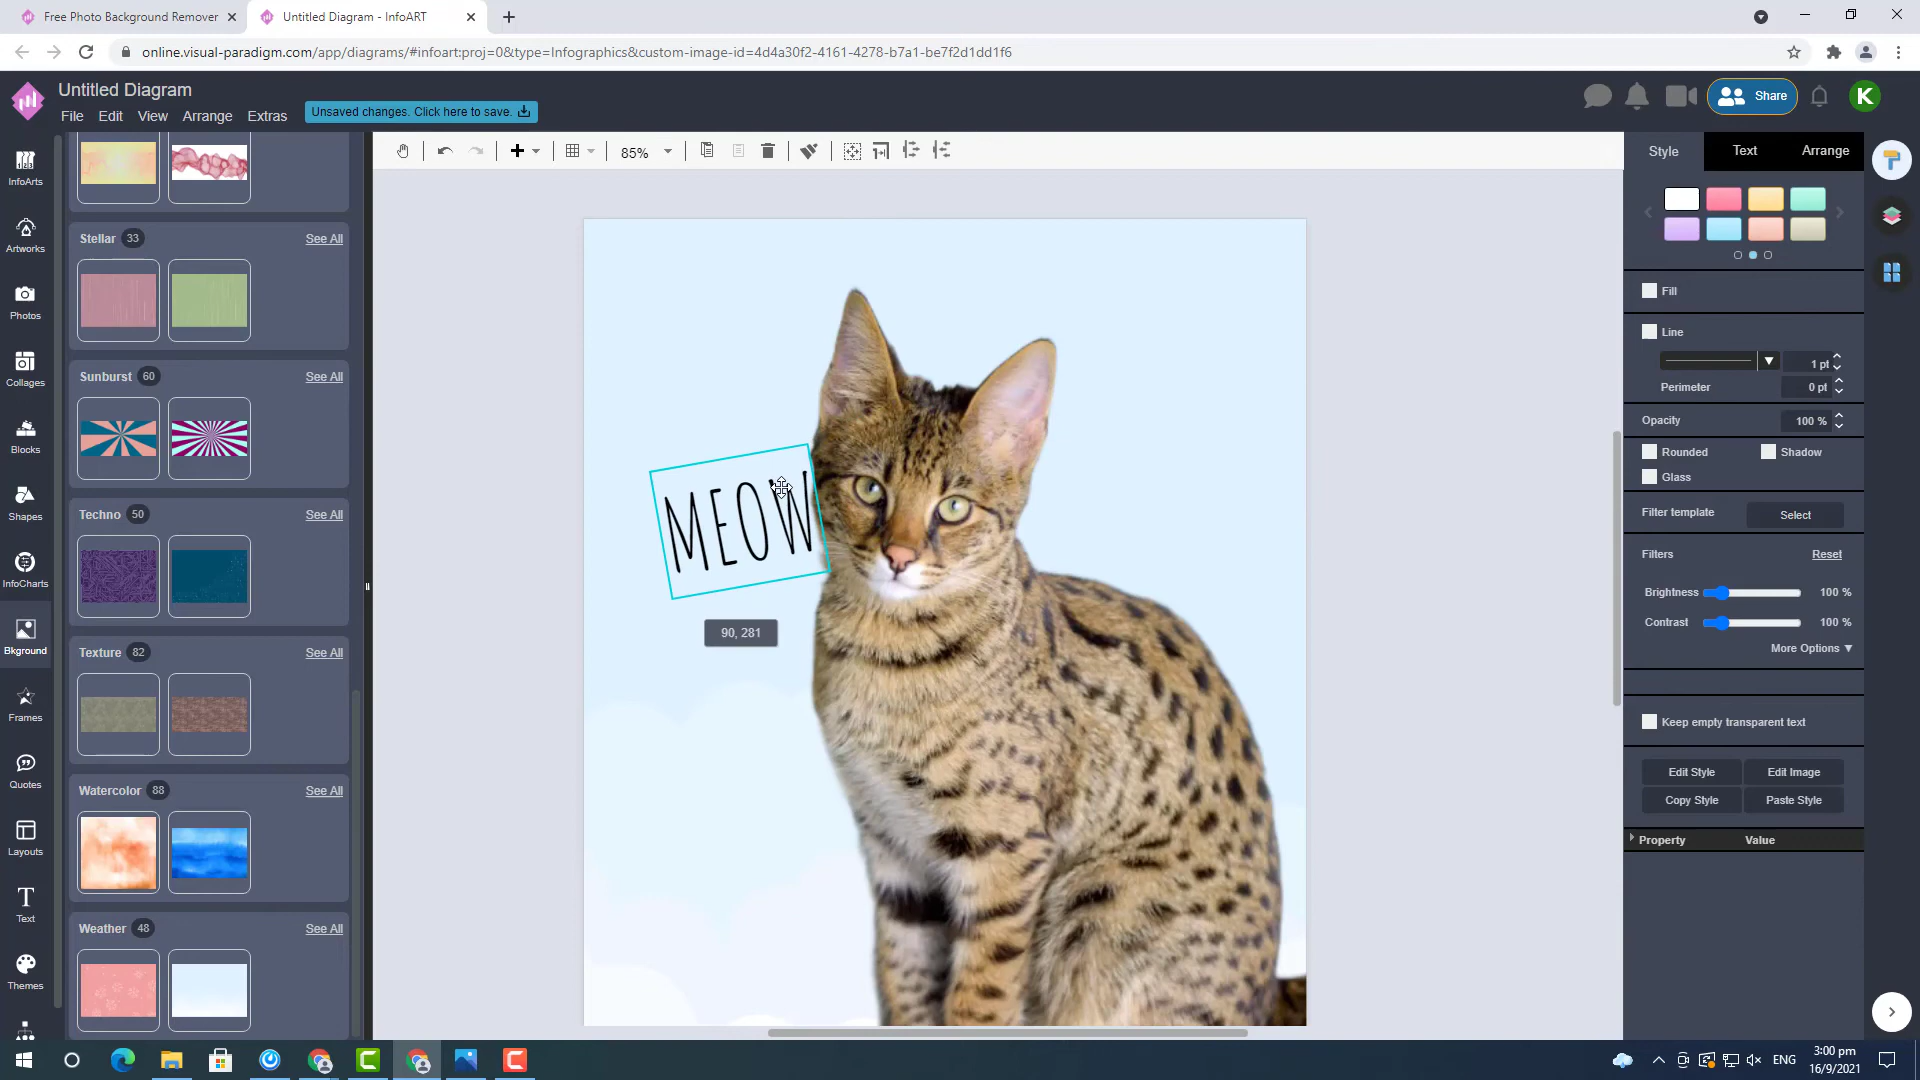 Free Photo Background Remover
Untitled Diagram - InfoART
online.visual-paradigm.com/app/diagrams/#infoart:proj=0&type=Infographics&custom-image-id=4d4a30f2-4161-4278-b7a1-be7f2d1dd1f6
Untitled Diagram
File Edit View Arrange Extras
Unsaved changes. Click here to save.
Share
K
InfoArts
Artworks
Photos
Collages
Blocks
Shapes
InfoCharts
Bkground
Frames
Quotes
Layouts
Text
Themes
Stellar 33 See All
Sunburst 60 See All
Techno 50 See All
Texture 82 See All
Watercolor 88 See All
Weather 48 See All
85%
MEOW
90, 281
Style Text Arrange
Fill
Line
1 pt
Perimeter 0 pt
Opacity 100 %
Rounded Shadow
Glass
Filter template Select
Filters Reset
Brightness 100 %
Contrast 100 %
More Options ▼
Keep empty transparent text
Edit Style Edit Image
Copy Style Paste Style
Property Value
ENG
3:00 pm
16/9/2021